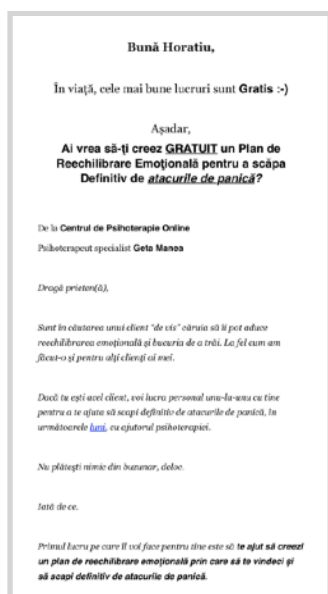 Bună Horatiu,
În viață, cele mai bune lucruri sunt Gratis :-)
Așadar,
Ai vrea să-ți creez GRATUIT un Plan de
Reechilibrare Emoțională pentru a scăpa
Definitiv de atacurile de panică?
De la Centrul de Psihoterapie Online
Psihoterapeut specialist Geta Manea
Dragă prieten(ă),
Sunt în căutarea unui client "de vis" căruia să îi pot aduce
reechilibrarea emoțională și bucuria de a trăi. La fel cum am
făcut-o și pentru alți clienți ai mei.
Dacă tu ești acel client, voi lucra personal unu-la-unu cu tine
pentru a te ajuta să scapi definitiv de atacurile de panică, în
următoarele luni, cu ajutorul psihoterapiei.
Nu plătești nimic din buzunar, deloc.
Iată de ce.
Primul lucru pe care îl voi face pentru tine este să te ajut să creezi
un plan de reechilibrare emoțională prin care să te vindeci și
să scapi definitiv de atacurile de panică.